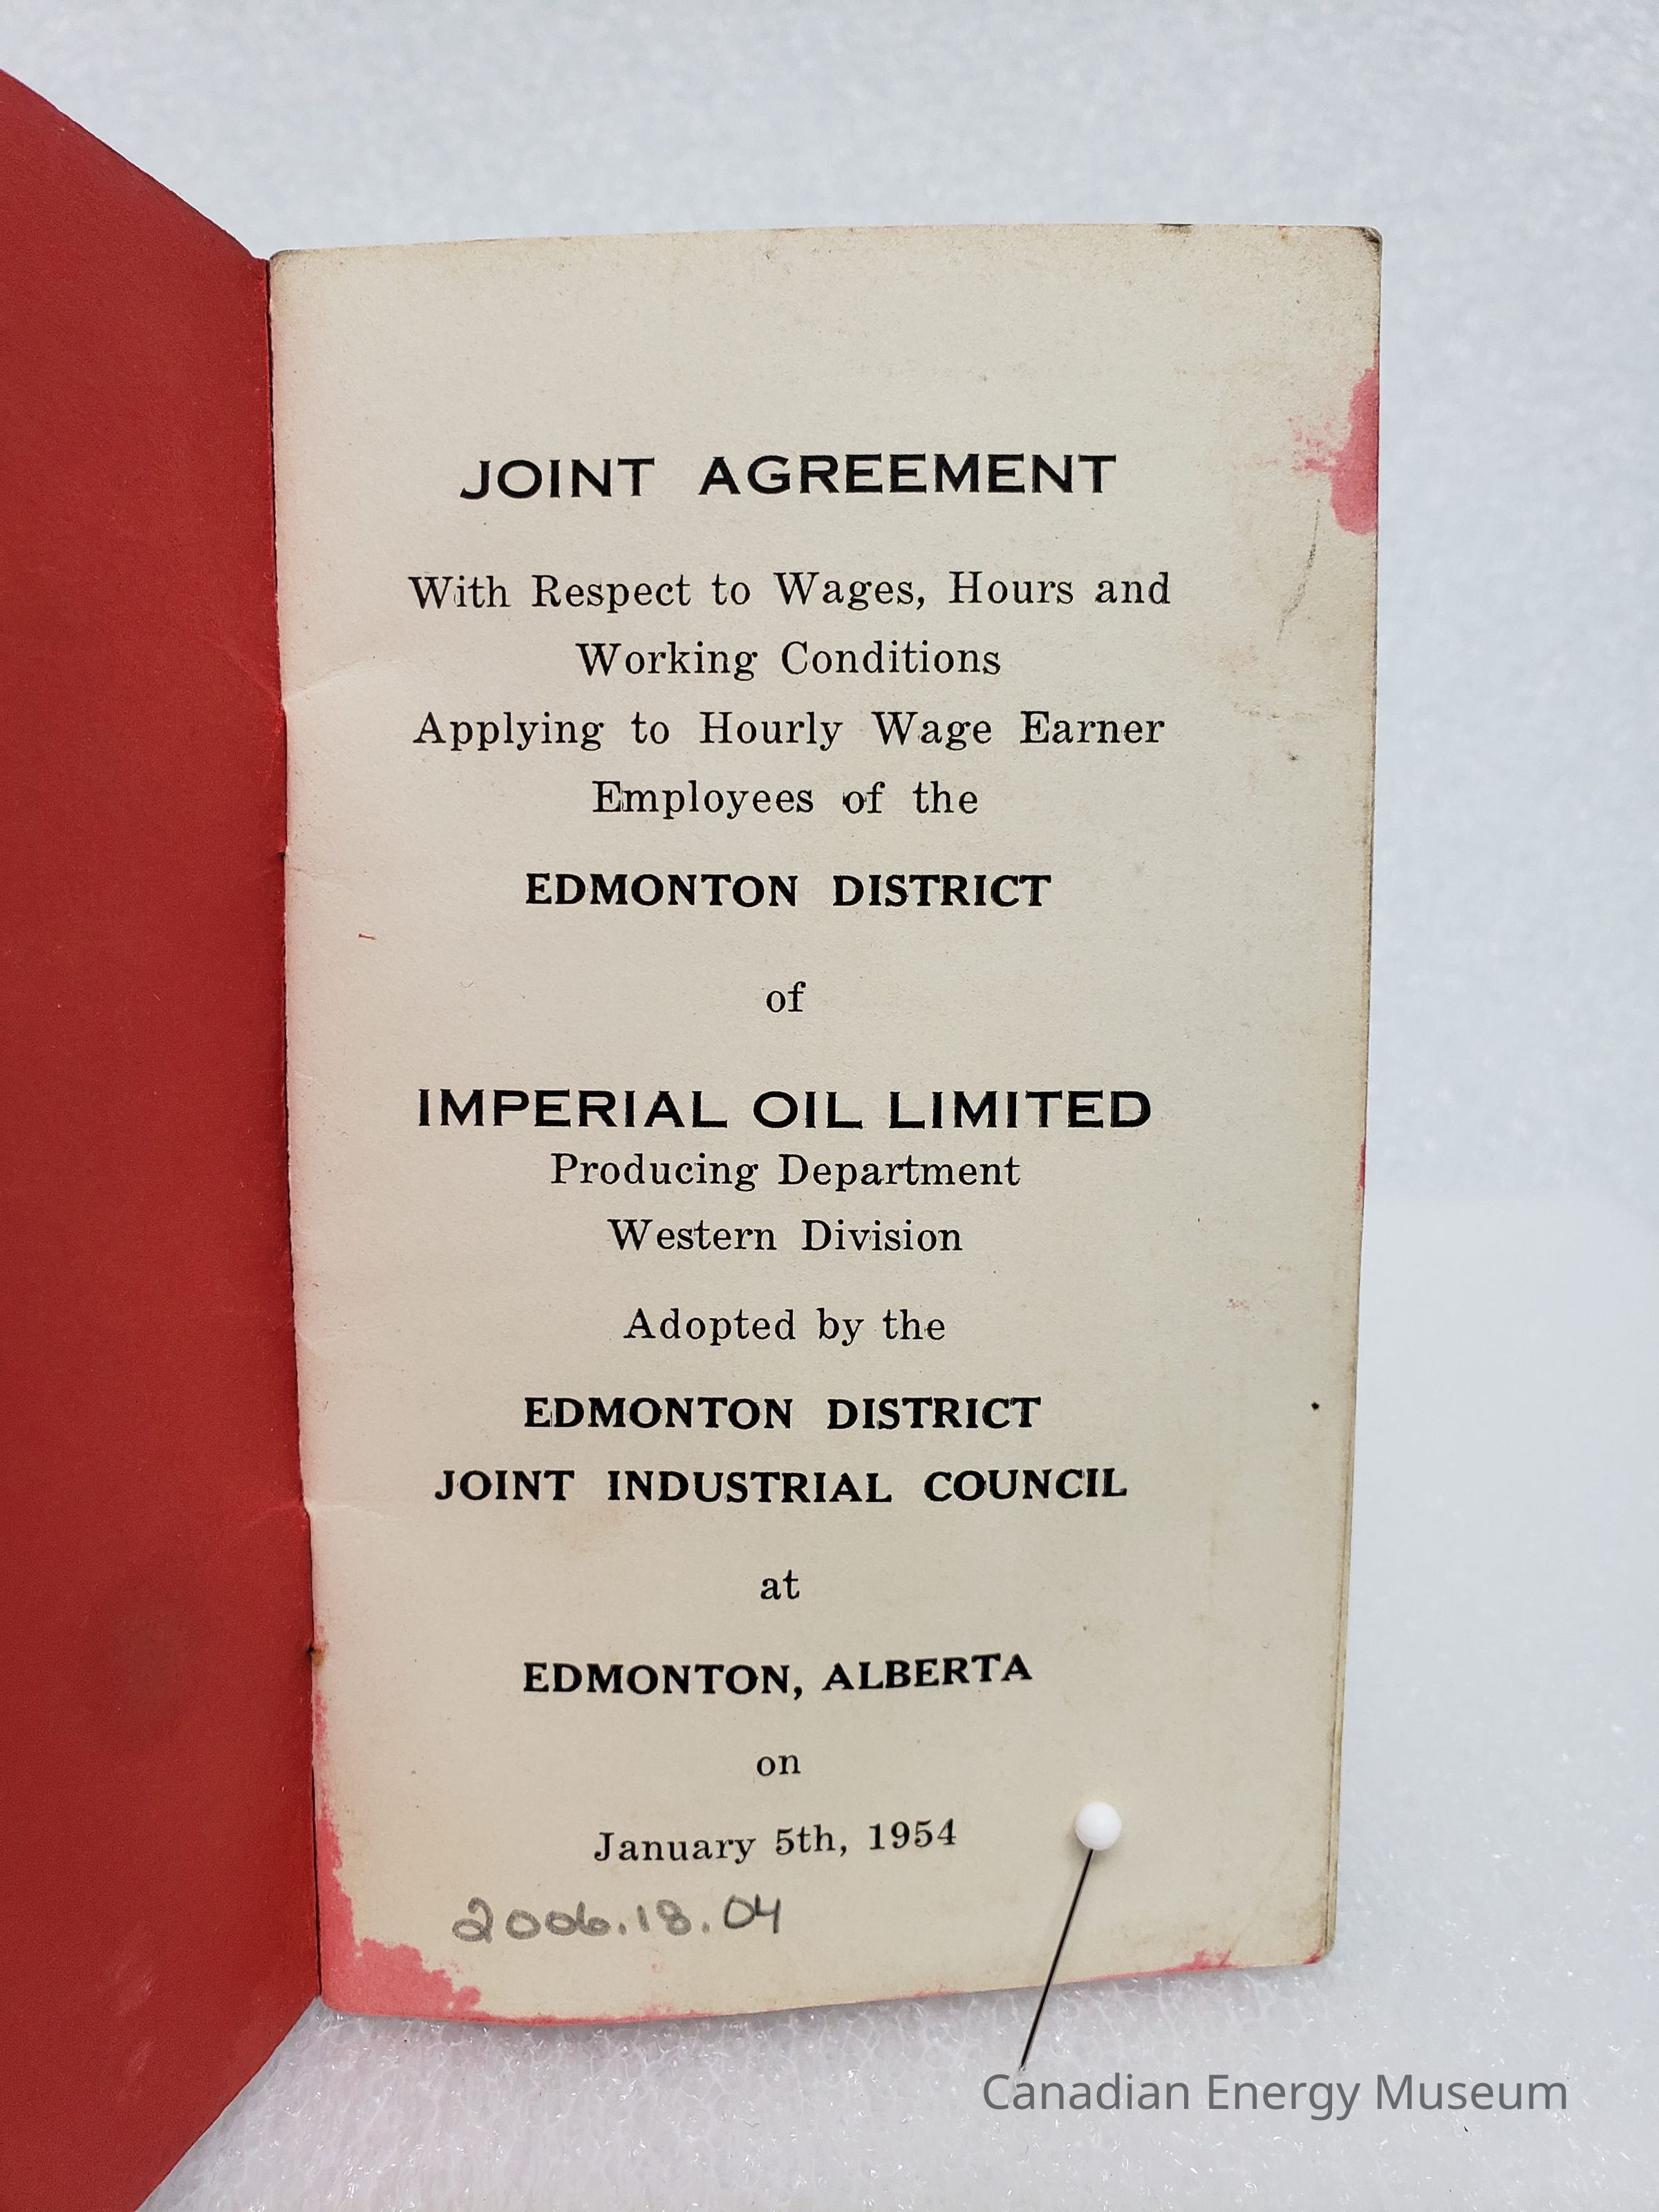 JOINT AGREEMENT
With Respect to Wages, Hours and
Working Conditions
Applying to Hourly Wage Earner
Employees of the
EDMONTON DISTRICT
of
IMPERIAL OIL LIMITED
Producing Department
Western Division
Adopted by the
EDMONTON DISTRICT
JOINT INDUSTRIAL COUNCIL
at
EDMONTON, ALBERTA
on
January 5th, 1954
2006.18.04
Canadian Energy Museum